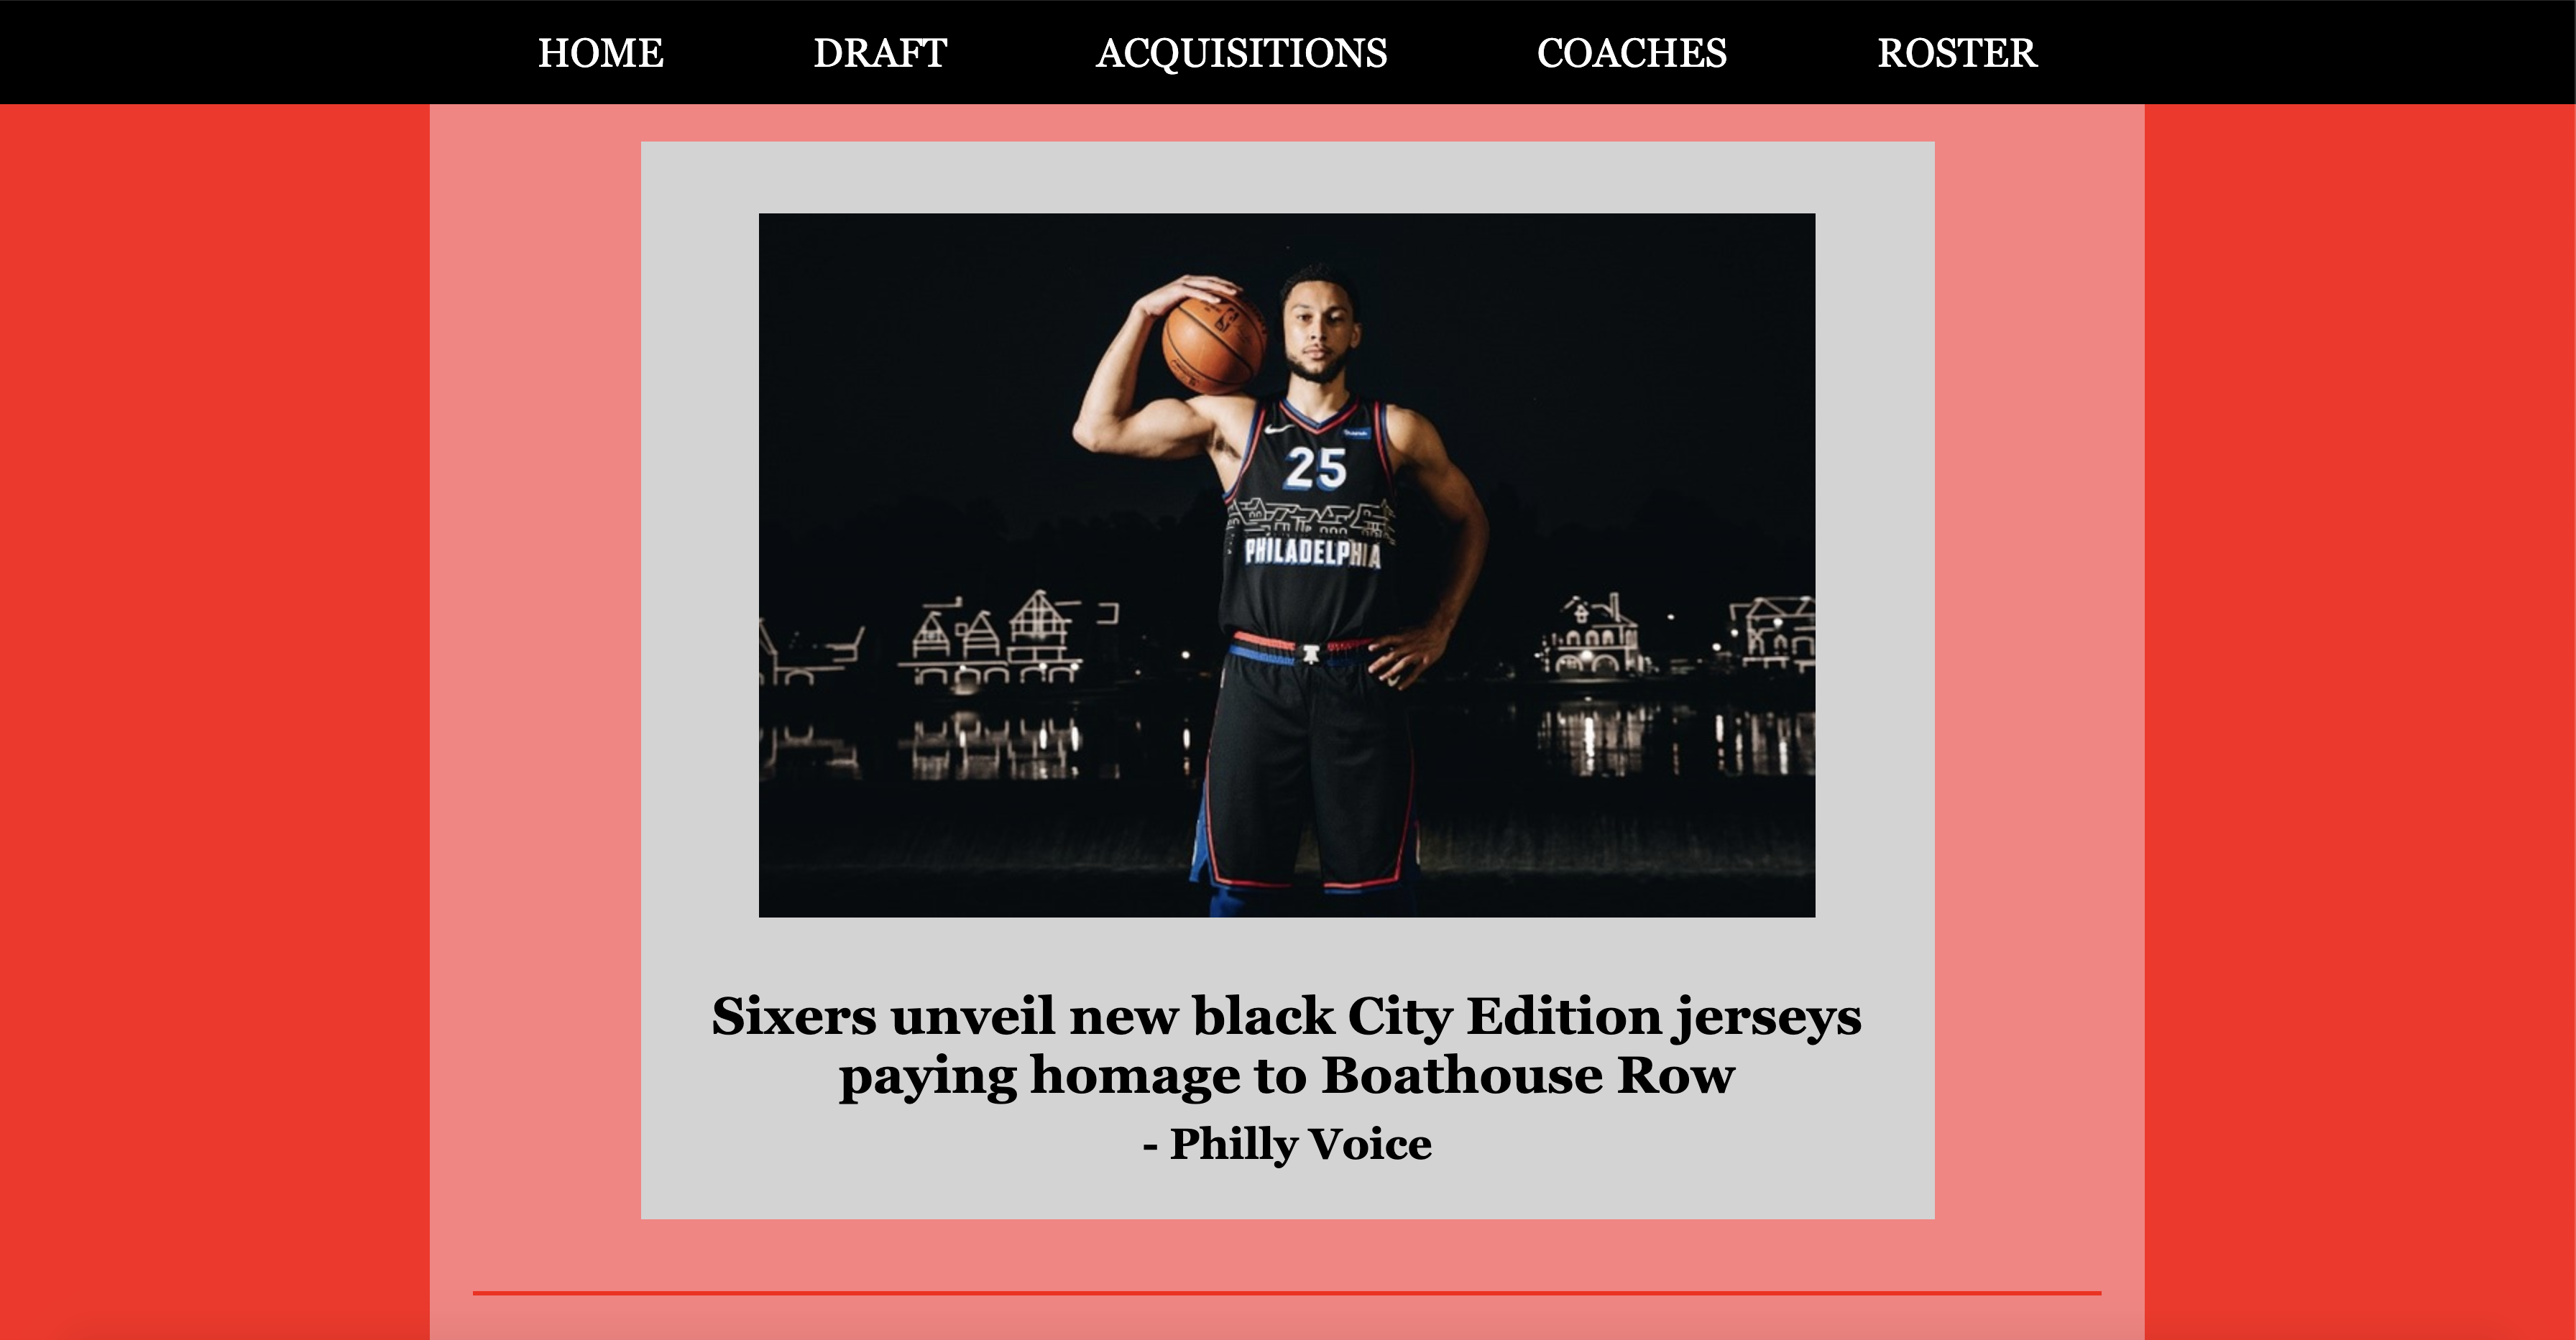 HOME DRAFT ACQUISITIONS COACHES ROSTER
25
PHILADELPHIA
Sixers unveil new black City Edition jerseys
paying homage to Boathouse Row
- Philly Voice